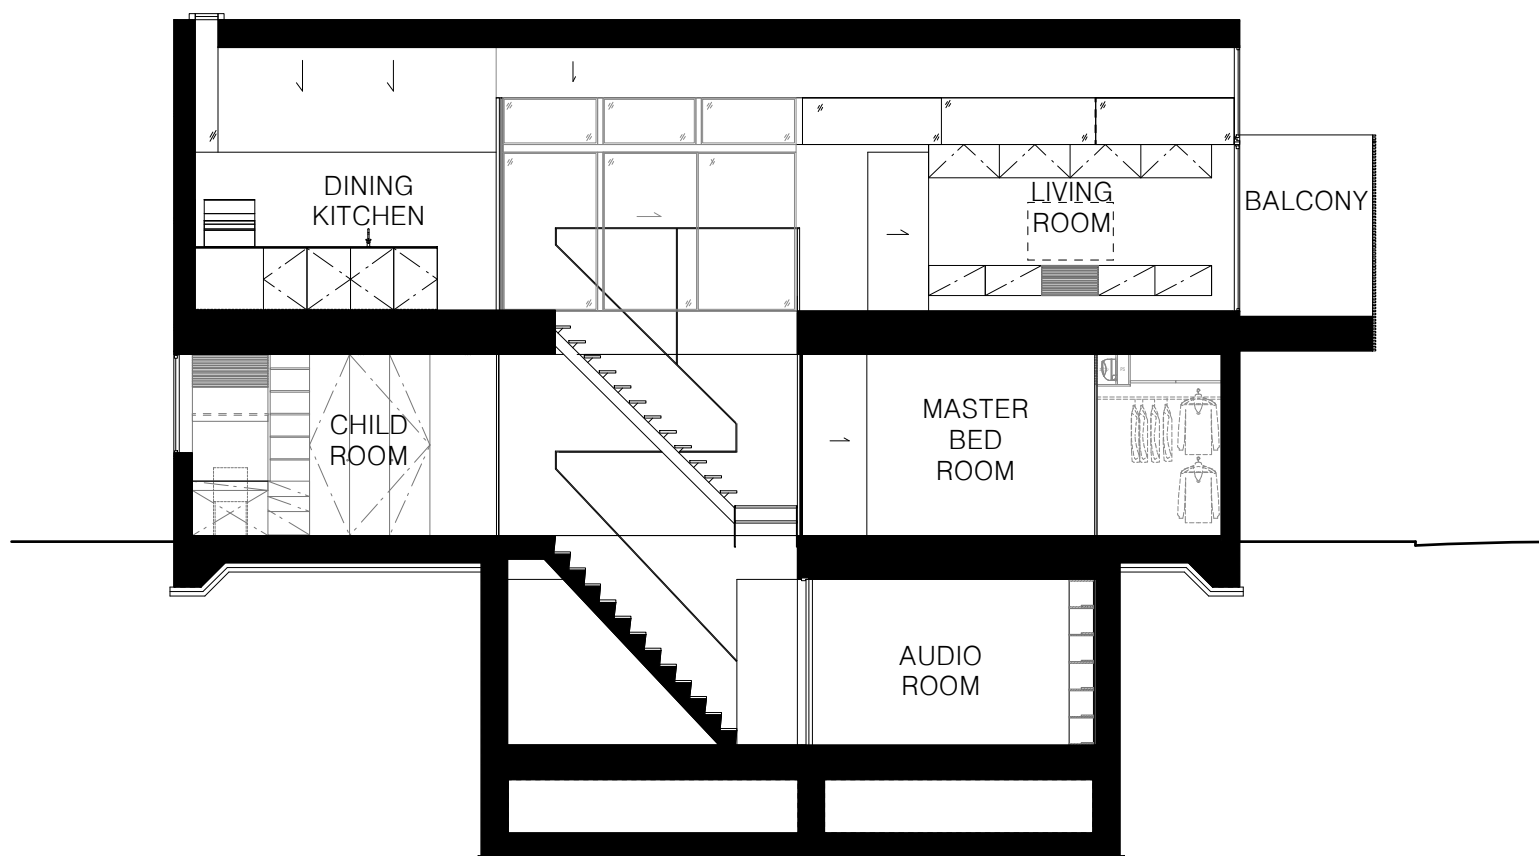 DINING
KITCHEN
LIVING
ROOM
BALCONY
CHILD
ROOM
MASTER
BED
ROOM
AUDIO
ROOM